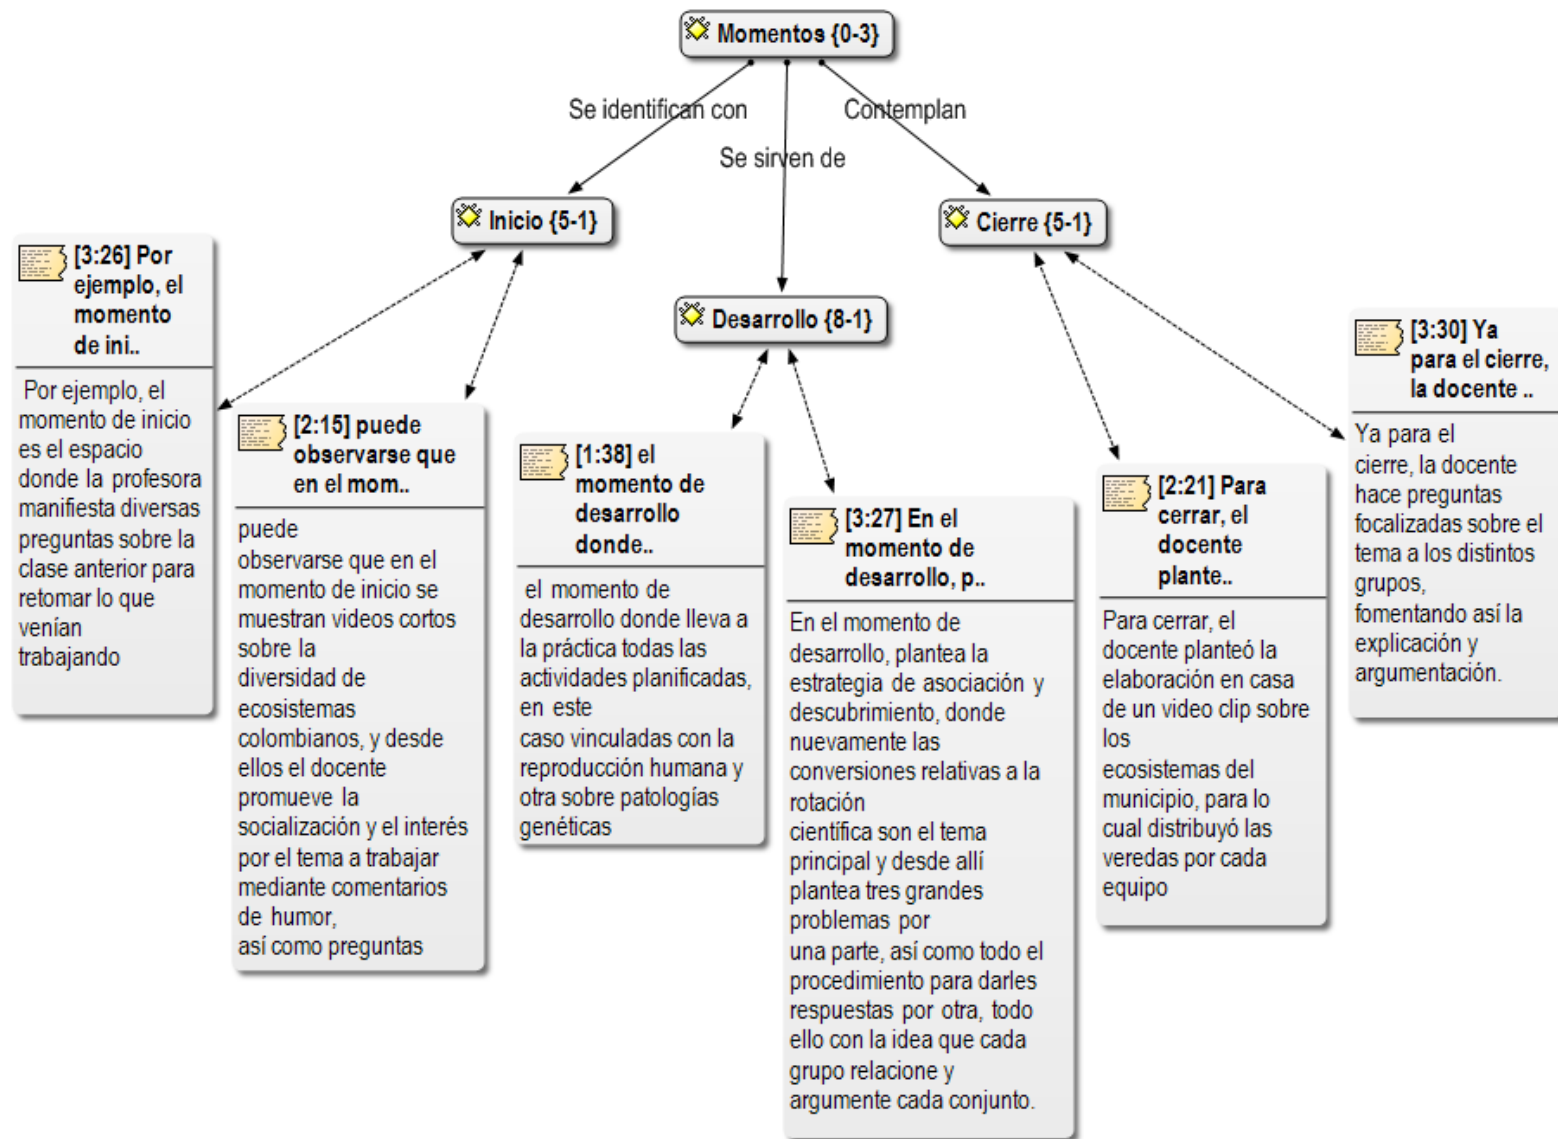 Momentos {0-3}
Se identifican con
Contemplan
Se sirven de
Inicio {5-1}
Cierre {5-1}
Desarrollo {8-1}
[3:26] Por
ejemplo, el
momento
de ini..
Por ejemplo, el
momento de inicio
es el espacio
donde la profesora
manifiesta diversas
preguntas sobre la
clase anterior para
retomar lo que
venían
trabajando
[2:15] puede
observarse que
en el mom..
puede
observarse que en el
momento de inicio se
muestran videos cortos
sobre la
diversidad de
ecosistemas
colombianos, y desde
ellos el docente
promueve la
socialización y el interés
por el tema a trabajar
mediante comentarios
de humor,
así como preguntas
[1:38] el
momento de
desarrollo
donde..
el momento de
desarrollo donde lleva a
la práctica todas las
actividades planificadas,
en este
caso vinculadas con la
reproducción humana y
otra sobre patologías
genéticas
[3:27] En el
momento de
desarrollo, p..
En el momento de
desarrollo, plantea la
estrategia de asociación y
descubrimiento, donde
nuevamente las
conversiones relativas a la
rotación
científica son el tema
principal y desde allí
plantea tres grandes
problemas por
una parte, así como todo el
procedimiento para darles
respuestas por otra, todo
ello con la idea que cada
grupo relacione y
argumente cada conjunto.
[2:21] Para
cerrar, el
docente
plante..
Para cerrar, el
docente planteó la
elaboración en casa
de un video clip sobre
los
ecosistemas del
municipio, para lo
cual distribuyó las
veredas por cada
equipo
[3:30] Ya
para el cierre,
la docente ..
Ya para el
cierre, la docente
hace preguntas
focalizadas sobre el
tema a los distintos
grupos,
fomentando así la
explicación y
argumentación.